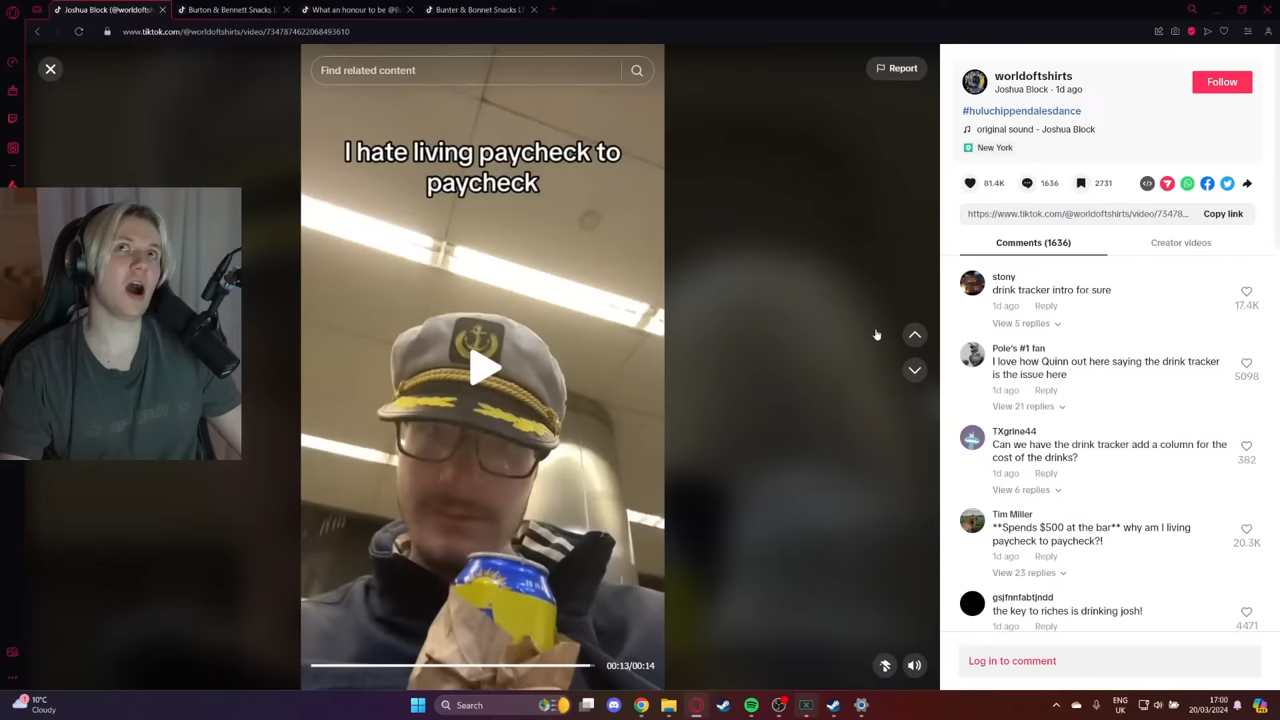 Joshua Block (@worldofsh
Burton & Bennett Snacks L
What an honour to be @B
Bunter & Bonnet Snacks L
www.tiktok.com/@worldoftshirts/video/7347874622068493610
Find related content
Report
I hate living paycheck to
paycheck
00:13/00:14
worldoftshirts
Joshua Block · 1d ago
Follow
#huluchippendalesdance
original sound - Joshua Block
New York
81.4K
1636
2731
https://www.tiktok.com/@worldoftshirts/video/7347874...
Copy link
Comments (1636)
Creator videos
stony
drink tracker intro for sure
1d ago Reply
17.4K
View 5 replies
Pole's #1 fan
I love how Quinn out here saying the drink tracker
is the issue here
5098
1d ago Reply
View 21 replies
TXgrine44
Can we have the drink tracker add a column for the
cost of the drinks?
382
1d ago Reply
View 6 replies
Tim Miller
**Spends $500 at the bar** why am I living
paycheck to paycheck?!
20.3K
1d ago Reply
View 23 replies
gsjfnnfabtjndd
the key to riches is drinking josh!
1d ago Reply
4471
Log in to comment
10°C
Cloudy
Search
ENG
UK
17:00
20/03/2024